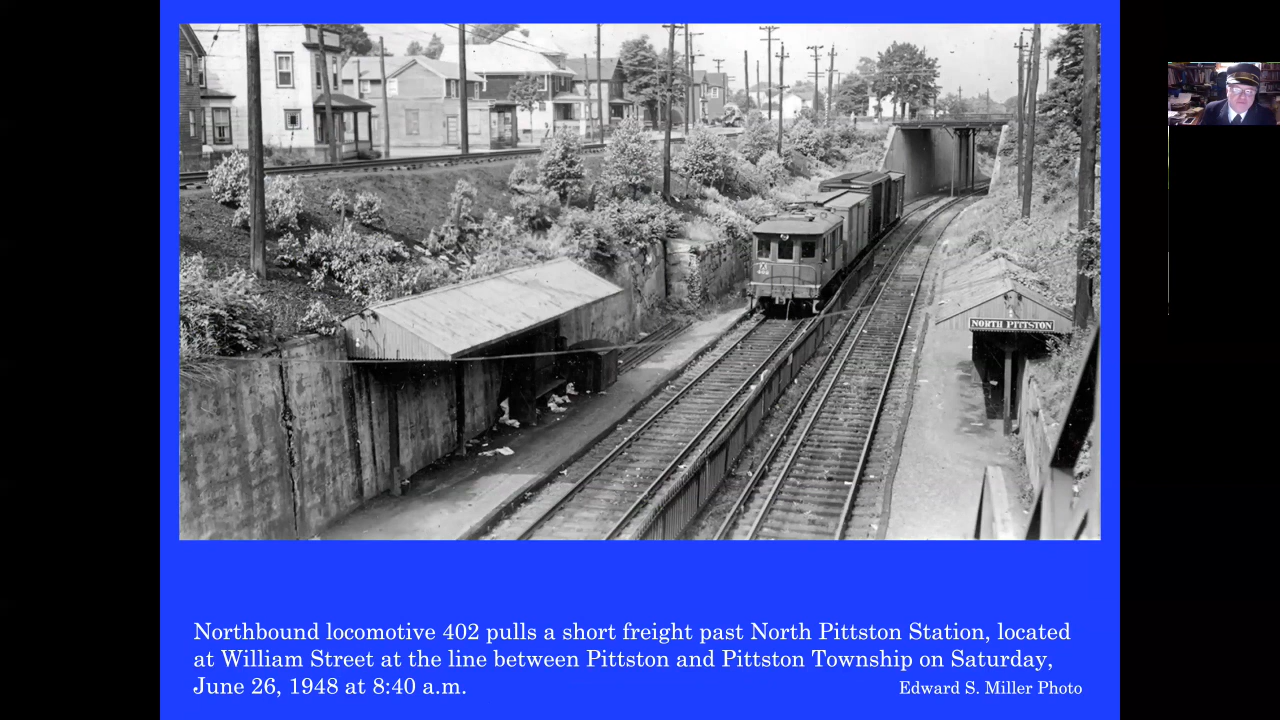 NORTH PITTSTON
Northbound locomotive 402 pulls a short freight past North Pittston Station, located
at William Street at the line between Pittston and Pittston Township on Saturday,
June 26, 1948 at 8:40 a.m.
Edward S. Miller Photo